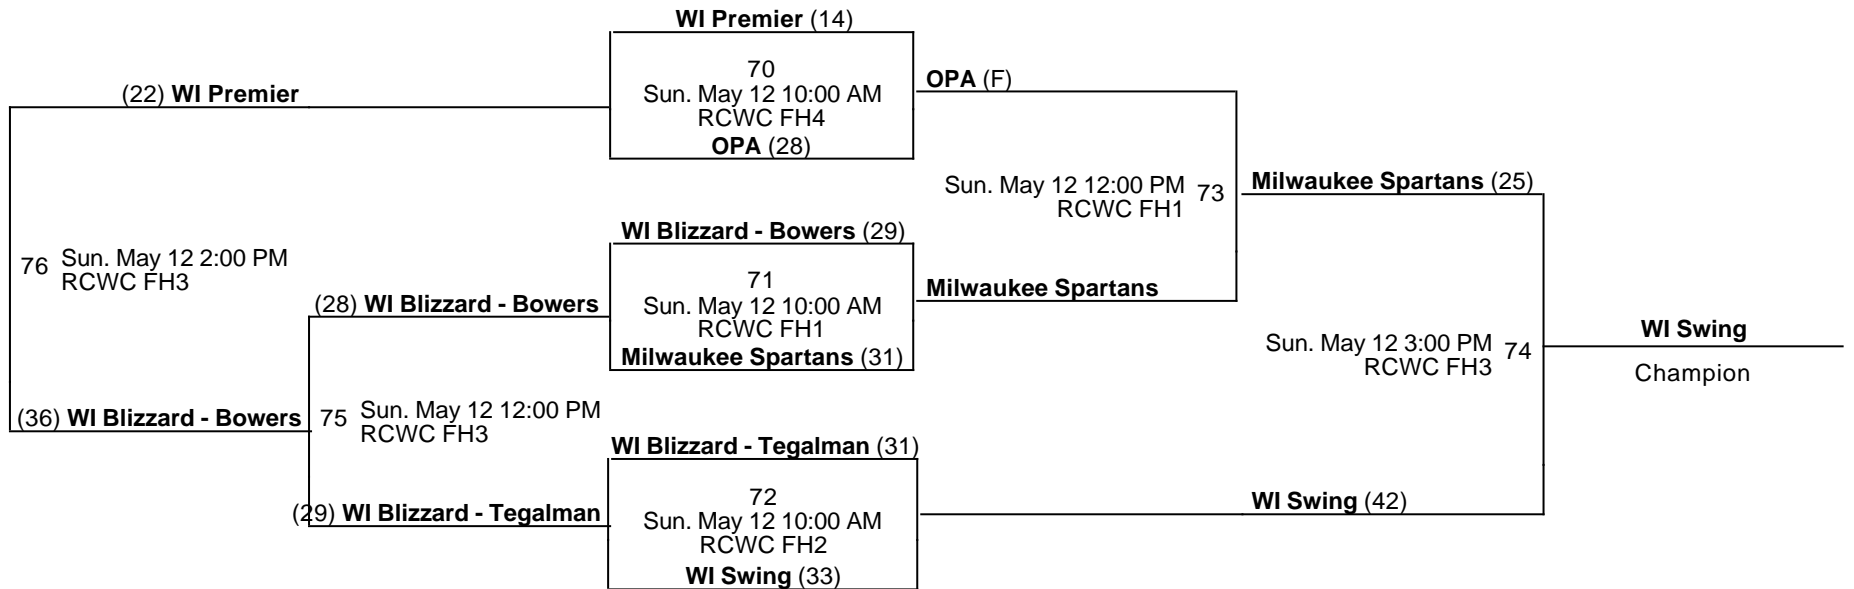 WI Premier (14)
70
Sun. May 12 10:00 AM
RCWC FH4
OPA (28)
(22) WI Premier
OPA (F)
Sun. May 12 12:00 PM 73
RCWC FH1
Milwaukee Spartans (25)
WI Blizzard - Bowers (29)
71
Sun. May 12 10:00 AM
RCWC FH1
Milwaukee Spartans (31)
76 Sun. May 12 2:00 PM
RCWC FH3
(28) WI Blizzard - Bowers
Milwaukee Spartans
Sun. May 12 3:00 PM 74
RCWC FH3
WI Swing
Champion
(36) WI Blizzard - Bowers
75 Sun. May 12 12:00 PM
RCWC FH3
WI Blizzard - Tegalman (31)
72
Sun. May 12 10:00 AM
RCWC FH2
WI Swing (33)
(29) WI Blizzard - Tegalman
WI Swing (42)